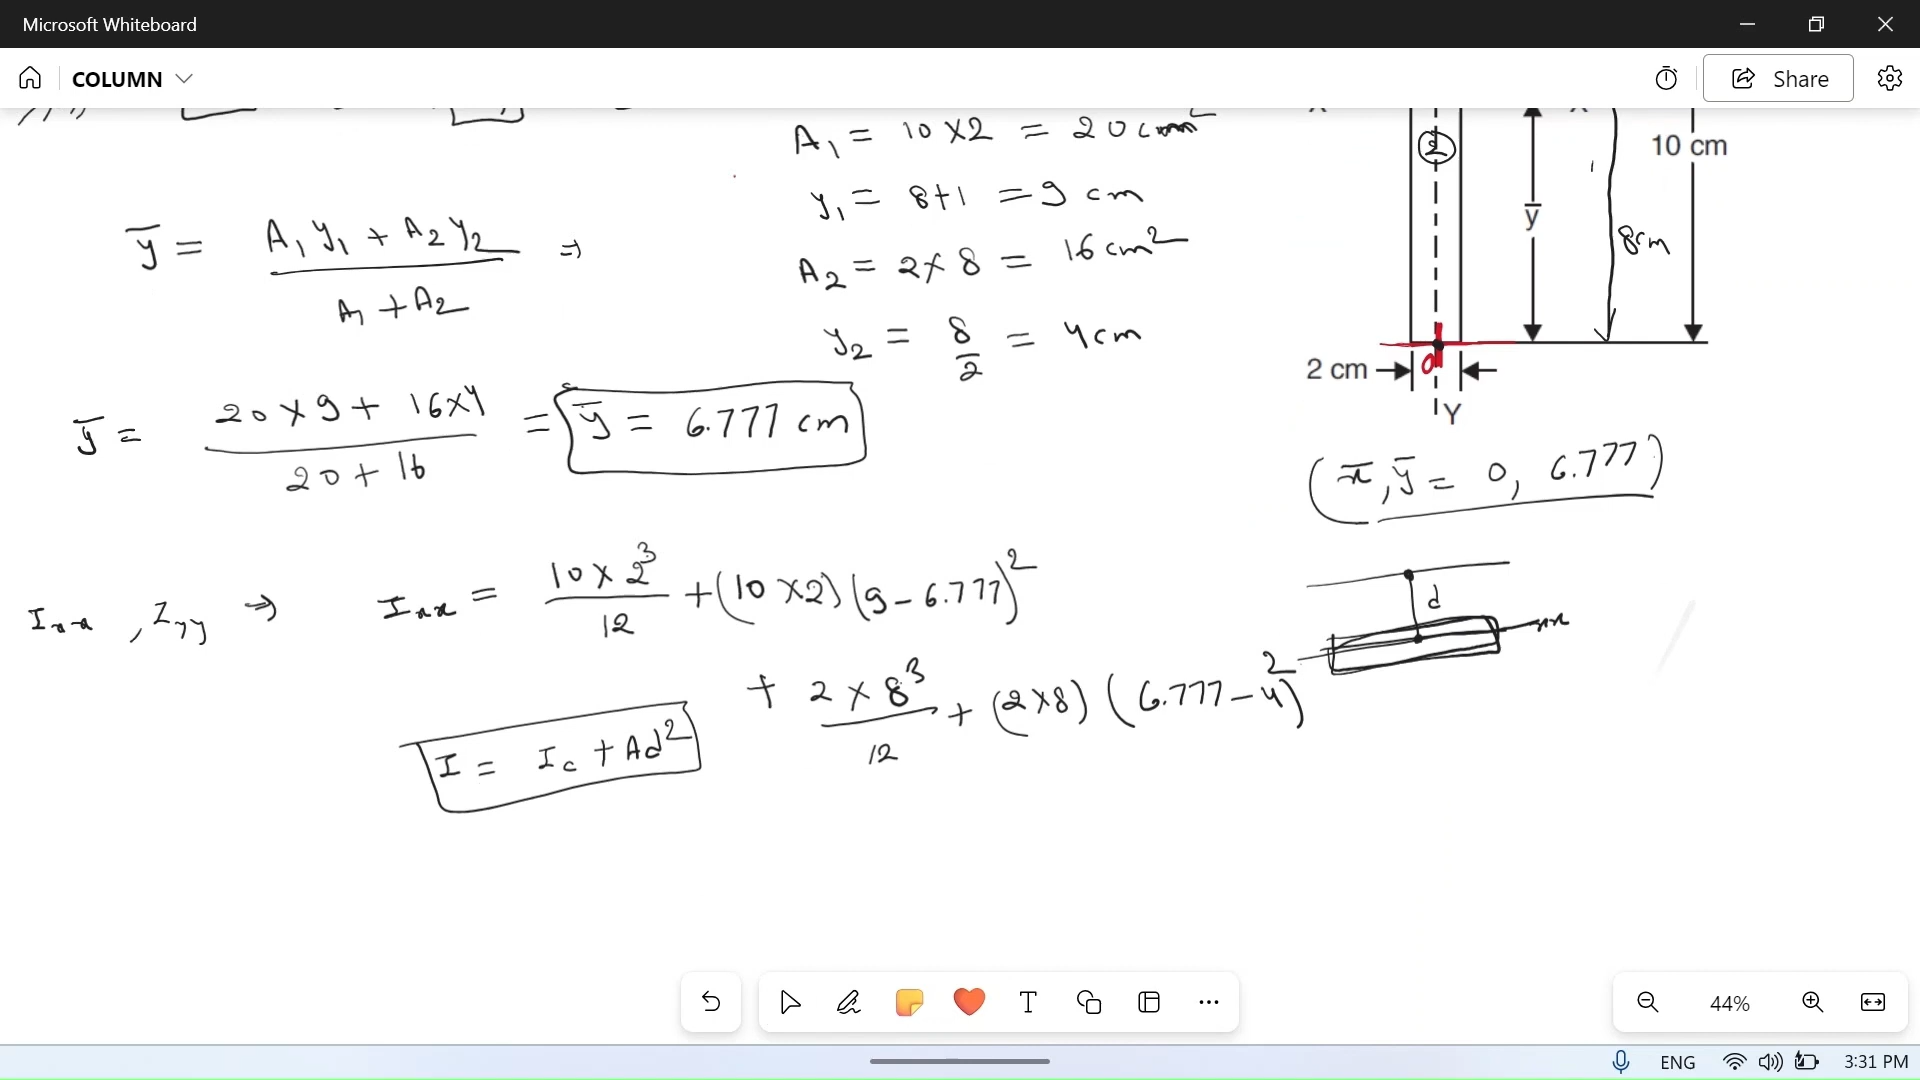 Microsoft Whiteboard
COLUMN
Share
A₁ = 10 × 2 = 20 cm²
y₁ = 8+1 = 9 cm
A₂ = 2 × 8 = 16 cm²
y₂ = 8/2 = 4 cm
ȳ = (A₁y₁ + A₂y₂)/(A₁ + A₂) ⇒
ȳ = (20 × 9 + 16 × 4)/(20 + 16) = ȳ = 6.777 cm
2
10 cm
ȳ
8cm
2 cm
0
Y
(x̄, ȳ = 0, 6.777)
Ixx , Iyy ⇒ Ixx = 10 × 2³/12 + (10 × 2)(9 – 6.777)²
+ 2 × 8³/12 + (2×8) (6.777 – 4)²
I = Ic + Ad²
d
xx
44%
ENG
3:31 PM